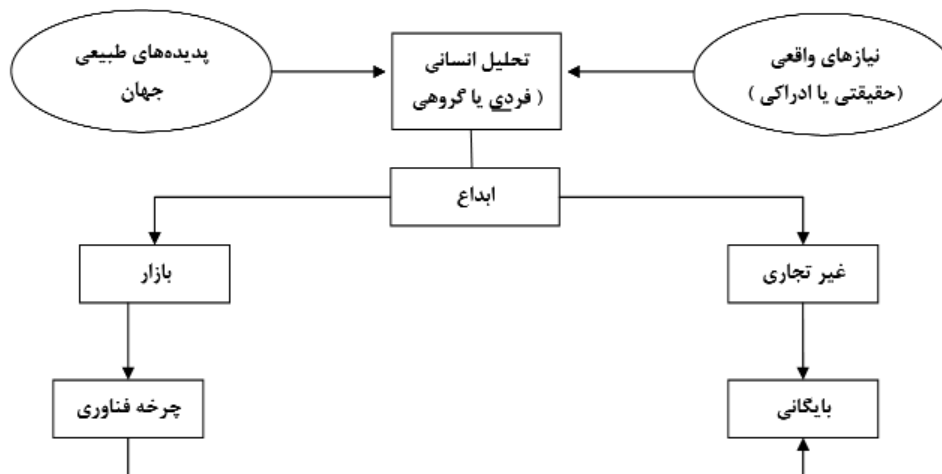 نیازهای واقعی
(حقیقتی یا ادراکی )
تحلیل انسانی
( فردی یا گروهی
پدیده‌های طبیعی
جهان
ابداع
غیر تجاری
بازار
بایگانی
چرخه فناوری